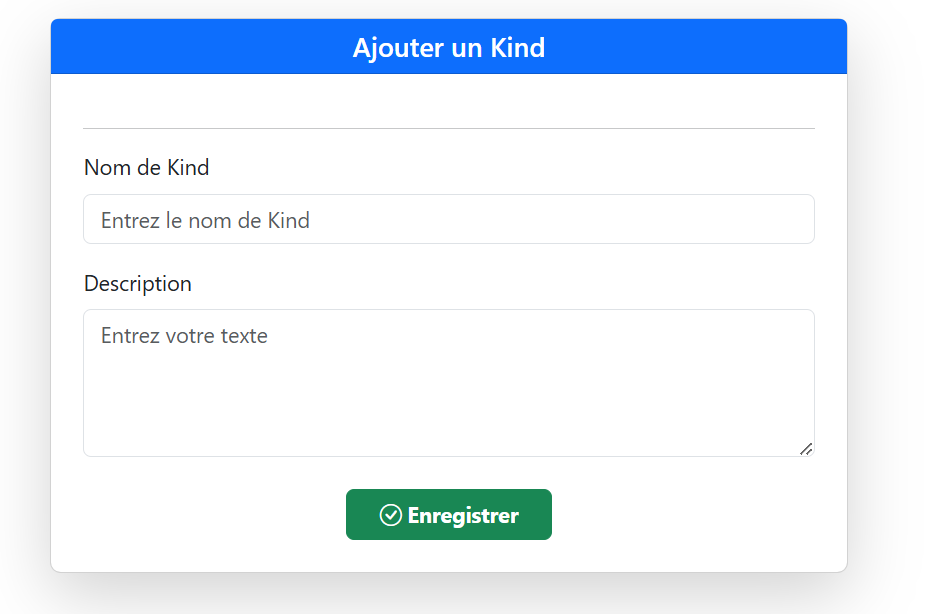 Ajouter un Kind
Nom de Kind
Entrez le nom de Kind
Description
Entrez votre texte
Enregistrer